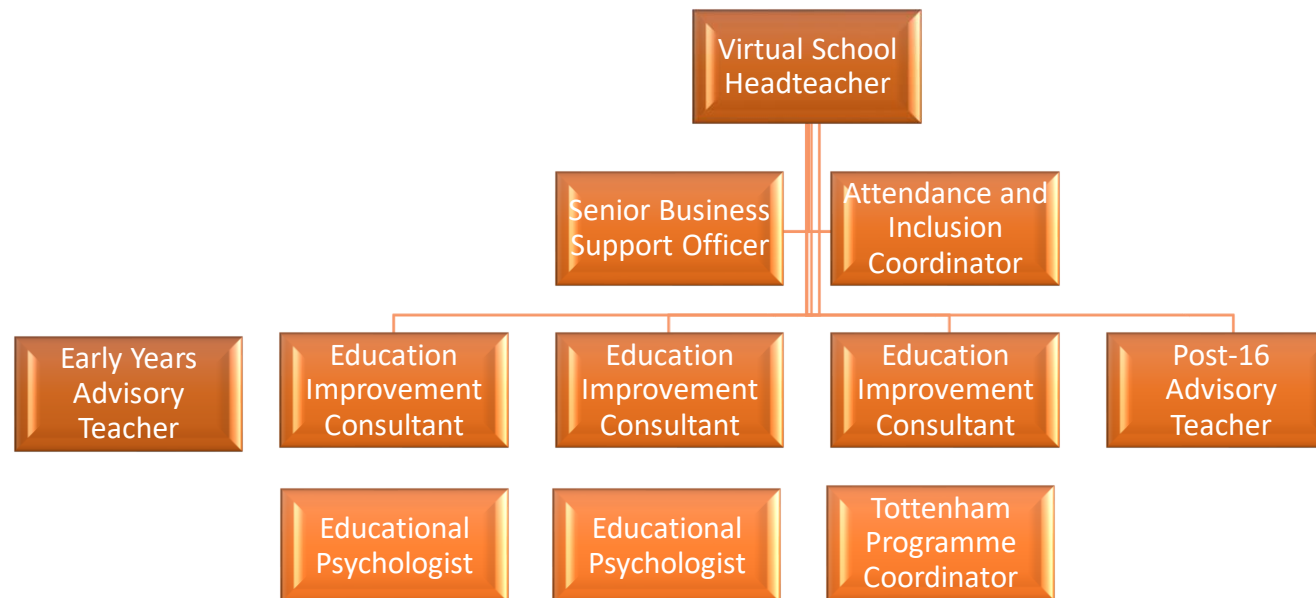 Virtual School
Headteacher
Senior Business
Support Officer
Attendance and
Inclusion
Coordinator
Early Years
Advisory
Teacher
Education
Improvement
Consultant
Education
Improvement
Consultant
Education
Improvement
Consultant
Post-16
Advisory
Teacher
Educational
Psychologist
Educational
Psychologist
Tottenham
Programme
Coordinator